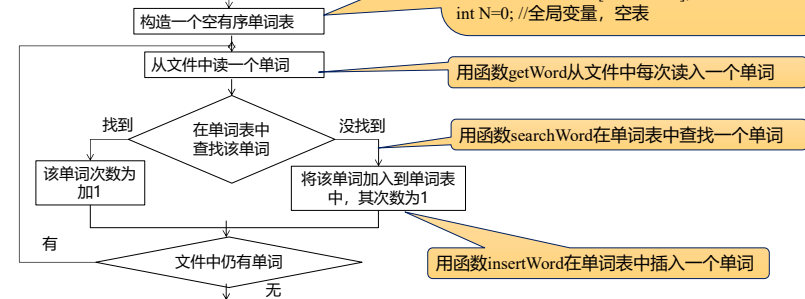 int N=0; //全局变量，空表
构造一个空有序单词表
从文件中读一个单词
用函数getWord从文件中每次读入一个单词
找到
在单词表中
查找该单词
没找到
用函数searchWord在单词表中查找一个单词
该单词次数为
加1
将该单词加入到单词表
中，其次数为1
有
文件中仍有单词
用函数insertWord在单词表中插入一个单词
无